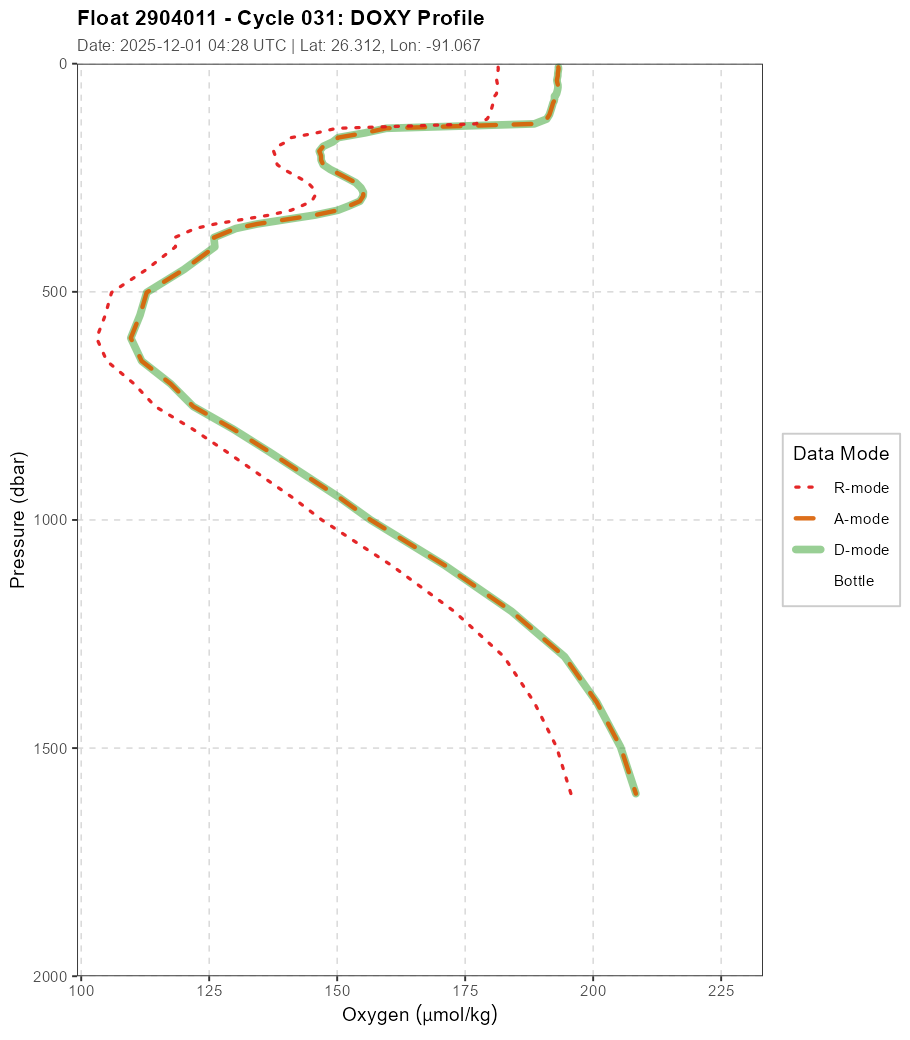 Float 2904011 - Cycle 031: DOXY Profile
Date: 2025-12-01 04:28 UTC | Lat: 26.312, Lon: -91.067
0
500
1000
1500
2000
Pressure (dbar)
100 125 150 175 200 225
Oxygen (µmol/kg)
Data Mode
R-mode
A-mode
D-mode
Bottle